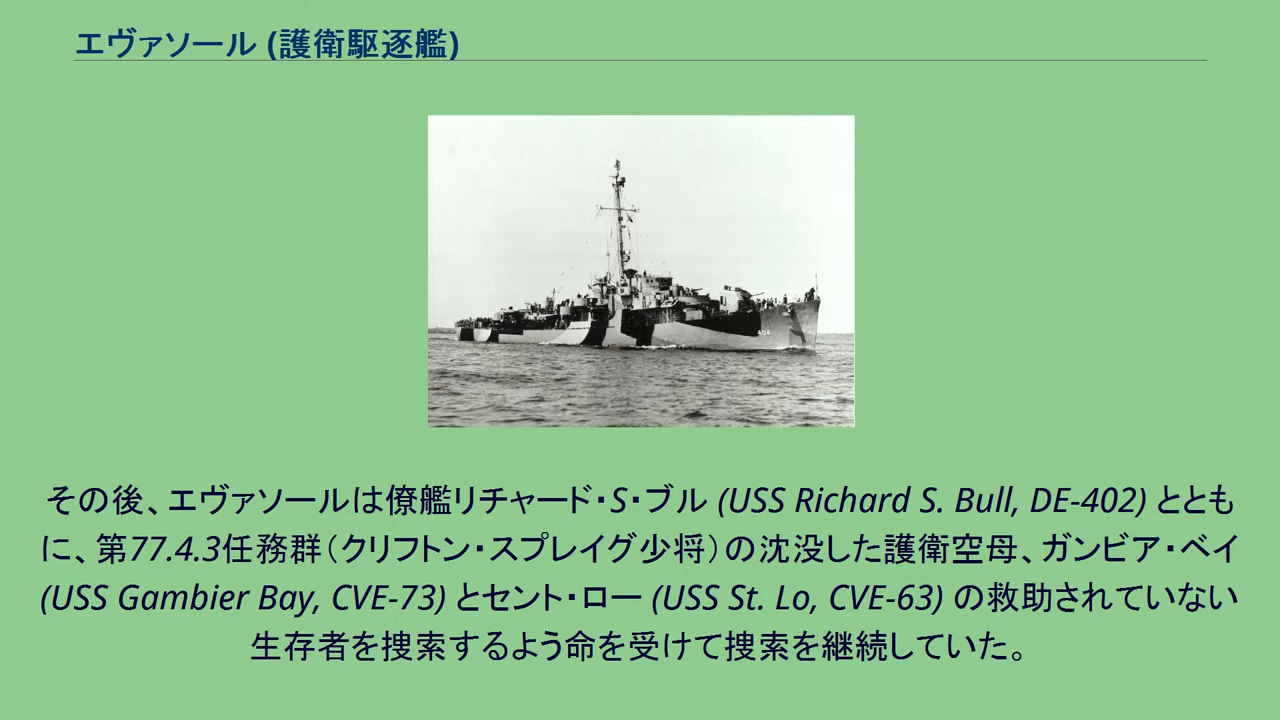 エヴァソール (護衛駆逐艦)
その後、エヴァソールは僚艦リチャード・S・ブル (USS Richard S. Bull, DE-402) ととも
に、第77.4.3任務群（クリフトン・スプレイグ少将）の沈没した護衛空母、ガンビア・ベイ
(USS Gambier Bay, CVE-73) とセント・ロー (USS St. Lo, CVE-63) の救助されていない
生存者を捜索するよう命を受けて捜索を継続していた。